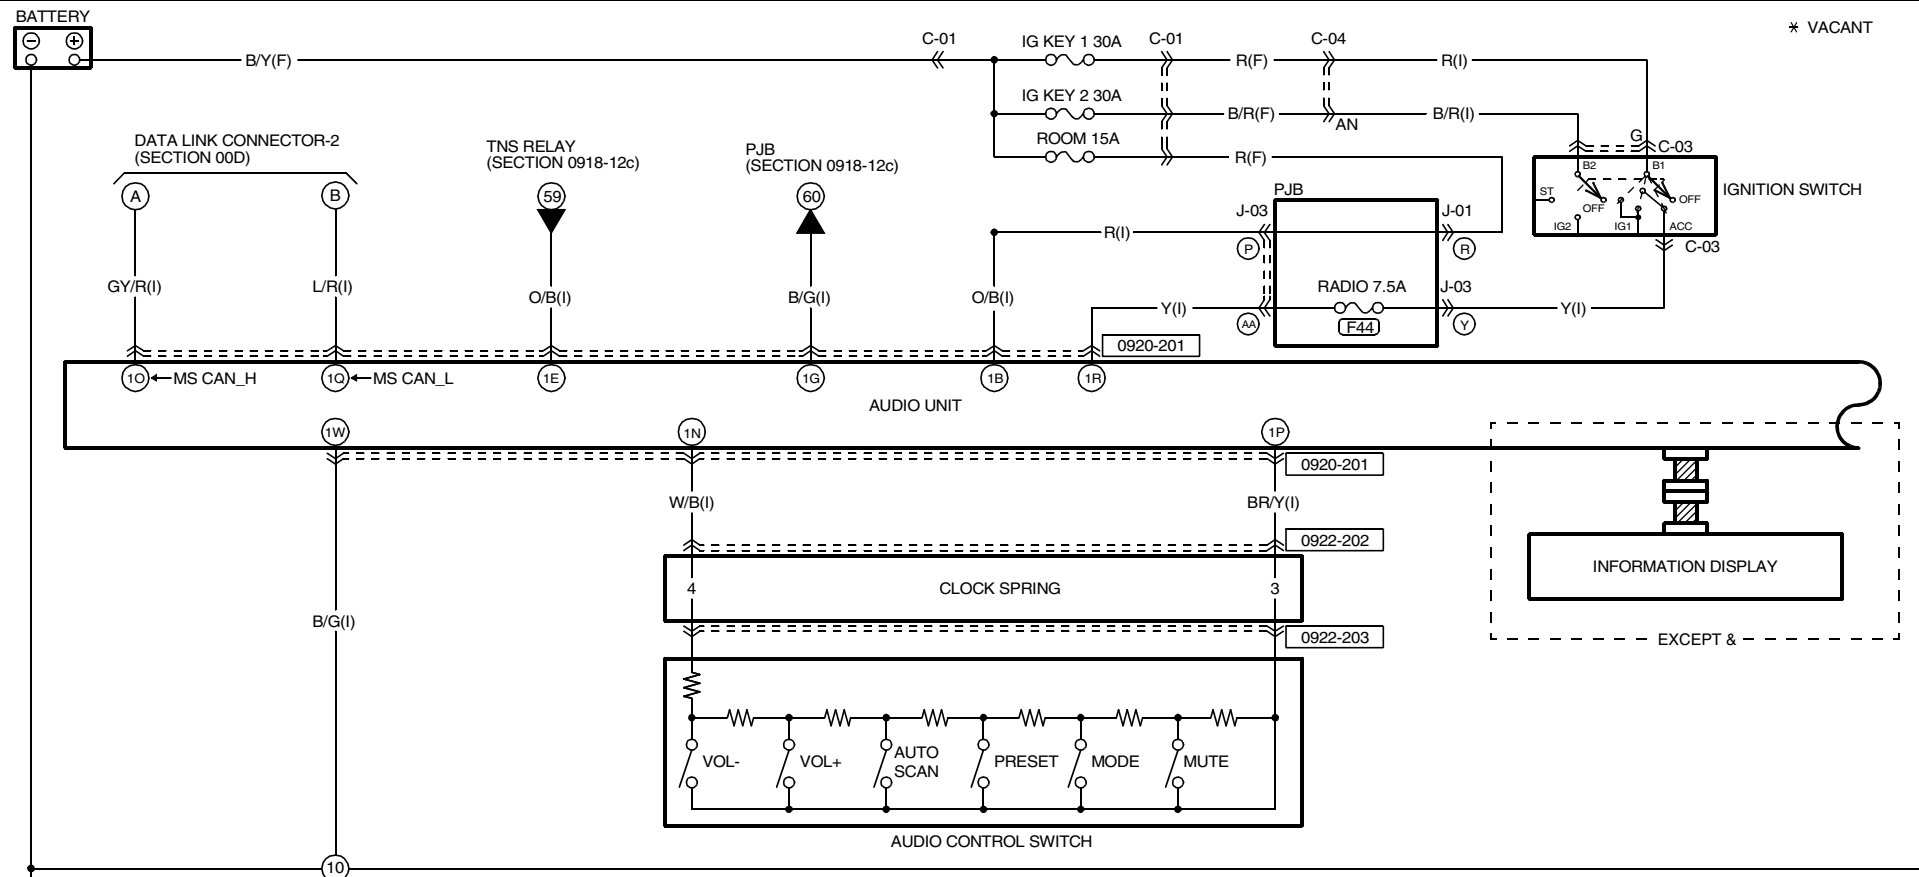 BATTERY
− +
B/Y(F)
C-01
IG KEY 1 30A
C-01
R(F)
C-04
R(I)
* VACANT
IG KEY 2 30A
B/R(F)
AN
B/R(I)
ROOM 15A
R(F)
G
C-03
B2
B1
ST
OFF
OFF
IG2
IG1
ACC
IGNITION SWITCH
C-03
DATA LINK CONNECTOR-2
(SECTION 00D)
A
B
TNS RELAY
(SECTION 0918-12c)
59
PJB
(SECTION 0918-12c)
60
PJB
J-03
J-01
R(I)
P
R
GY/R(I)
L/R(I)
O/B(I)
B/G(I)
O/B(I)
RADIO 7.5A
J-03
Y(I)
AA
F44
Y
Y(I)
0920-201
1O
MS CAN_H
1Q
MS CAN_L
1E
1G
1B
1R
AUDIO UNIT
1W
1N
1P
0920-201
W/B(I)
BR/Y(I)
0922-202
4
CLOCK SPRING
3
0922-203
INFORMATION DISPLAY
EXCEPT &
B/G(I)
VOL-
VOL+
AUTO
SCAN
PRESET
MODE
MUTE
AUDIO CONTROL SWITCH
10